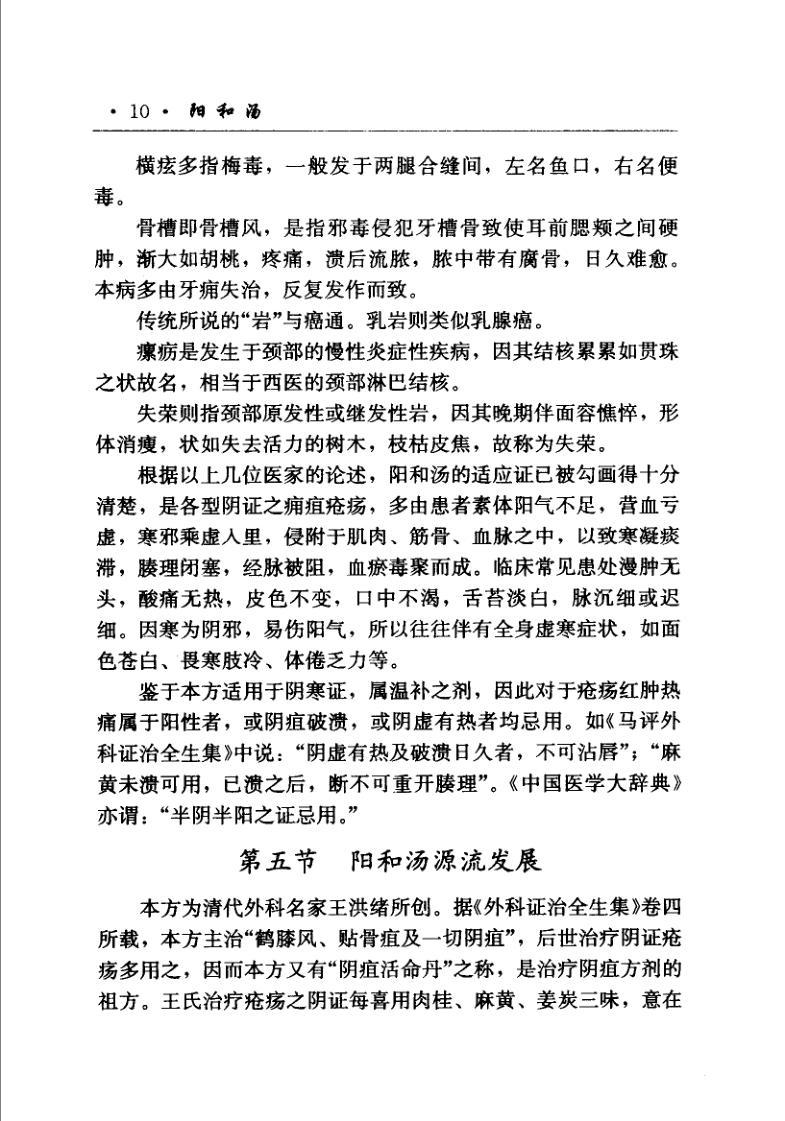 · 10 · 阳和汤
横痃多指梅毒，一般发于两腿合缝间，左名鱼口，右名便
毒。
骨槽即骨槽风，是指邪毒侵犯牙槽骨致使耳前腮颊之间硬
肿，渐大如胡桃，疼痛，溃后流脓，脓中带有腐骨，日久难愈。
本病多由牙痈失治，反复发作而致。
传统所说的“岩”与癌通。乳岩则类似乳腺癌。
瘰疬是发生于颈部的慢性炎症性疾病，因其结核累累如贯珠
之状故名，相当于西医的颈部淋巴结核。
失荣则指颈部原发性或继发性岩，因其晚期伴面容憔悴，形
体消瘦，状如失去活力的树木，枝枯皮焦，故称为失荣。
根据以上几位医家的论述，阳和汤的适应证已被勾画得十分
清楚，是各型阴证之痈疽疮疡，多由患者素体阳气不足，营血亏
虚，寒邪乘虚人里，侵附于肌肉、筋骨、血脉之中，以致寒凝痰
滞，腠理闭塞，经脉被阻，血瘀毒聚而成。临床常见患处漫肿无
头，酸痛无热，皮色不变，口中不渴，舌苔淡白，脉沉细或迟
细。因寒为阴邪，易伤阳气，所以往往伴有全身虚寒症状，如面
色苍白、畏寒肢冷、体倦乏力等。
鉴于本方适用于阴寒证，属温补之剂，因此对于疮疡红肿热
痛属于阳性者，或阴疽破溃，或阴虚有热者均忌用。如《马评外
科证治全生集》中说：“阴虚有热及破溃日久者，不可沾唇”；“麻
黄未溃可用，已溃之后，断不可重开腠理”。《中国医学大辞典》
亦谓：“半阴半阳之证忌用。”
第五节 阳和汤源流发展
本方为清代外科名家王洪绪所创。据《外科证治全生集》卷四
所载，本方主治“鹤膝风、贴骨疽及一切阴疽”，后世治疗阴证疮
疡多用之，因而本方又有“阴疽活命丹”之称，是治疗阴疽方剂的
祖方。王氏治疗疮疡之阴证每喜用肉桂、麻黄、姜炭三味，意在